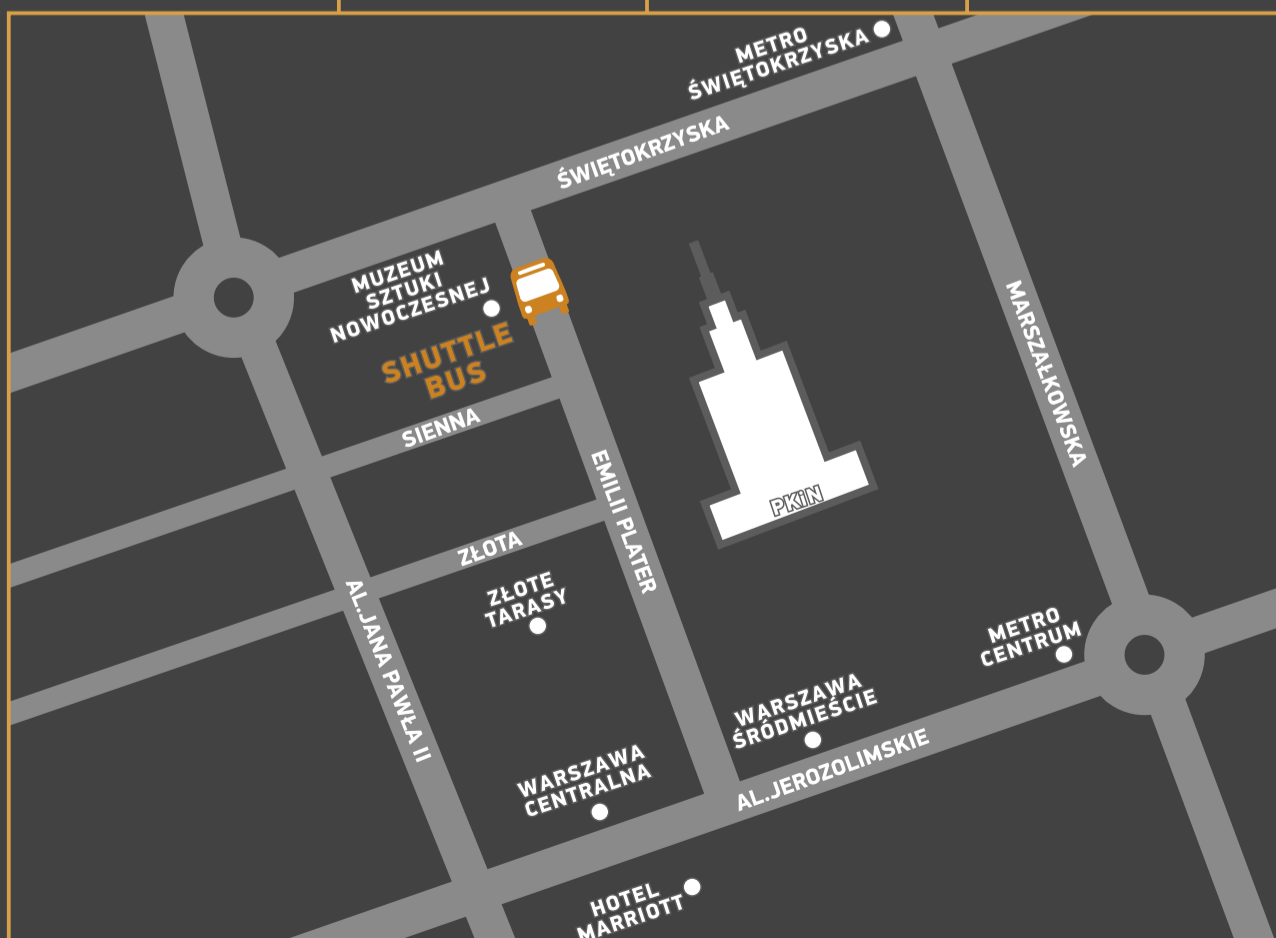 METRO
ŚWIĘTOKRZYSKA
ŚWIĘTOKRZYSKA
MUZEUM
SZTUKI
NOWOCZESNEJ
SHUTTLE
BUS
SIENNA
MARSZAŁKOWSKA
EMILII PLATER
PKiN
ZŁOTA
ZŁOTE
TARASY
AL.JANA PAWŁA II
METRO
CENTRUM
WARSZAWA
ŚRÓDMIEŚCIE
WARSZAWA
CENTRALNA
AL.JEROZOLIMSKIE
HOTEL
MARRIOTT